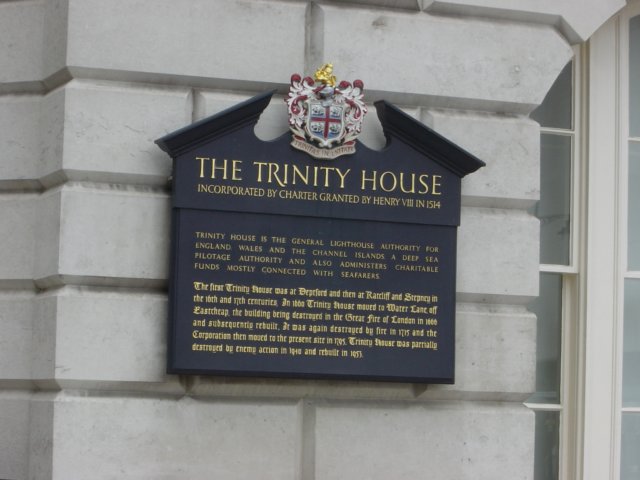 TRINITAS IN UNITATE
THE TRINITY HOUSE
INCORPORATED BY CHARTER GRANTED BY HENRY VIII IN 1514
TRINITY HOUSE IS THE GENERAL LIGHTHOUSE AUTHORITY FOR
ENGLAND, WALES AND THE CHANNEL ISLANDS, A DEEP SEA
PILOTAGE AUTHORITY AND ALSO ADMINISTERS CHARITABLE
FUNDS MOSTLY CONNECTED WITH SEAFARERS.
The first Trinity House was at Deptford and then at Ratcliff and Stepney in
the 16th and 17th centuries. In 1660 Trinity House moved to Water Lane off
Eastcheap, the building being destroyed in the Great Fire of London in 1666
and subsequently rebuilt. It was again destroyed by fire in 1715 and the
Corporation then moved to the present site in 1795. Trinity House was partially
destroyed by enemy action in 1940 and rebuilt in 1953.